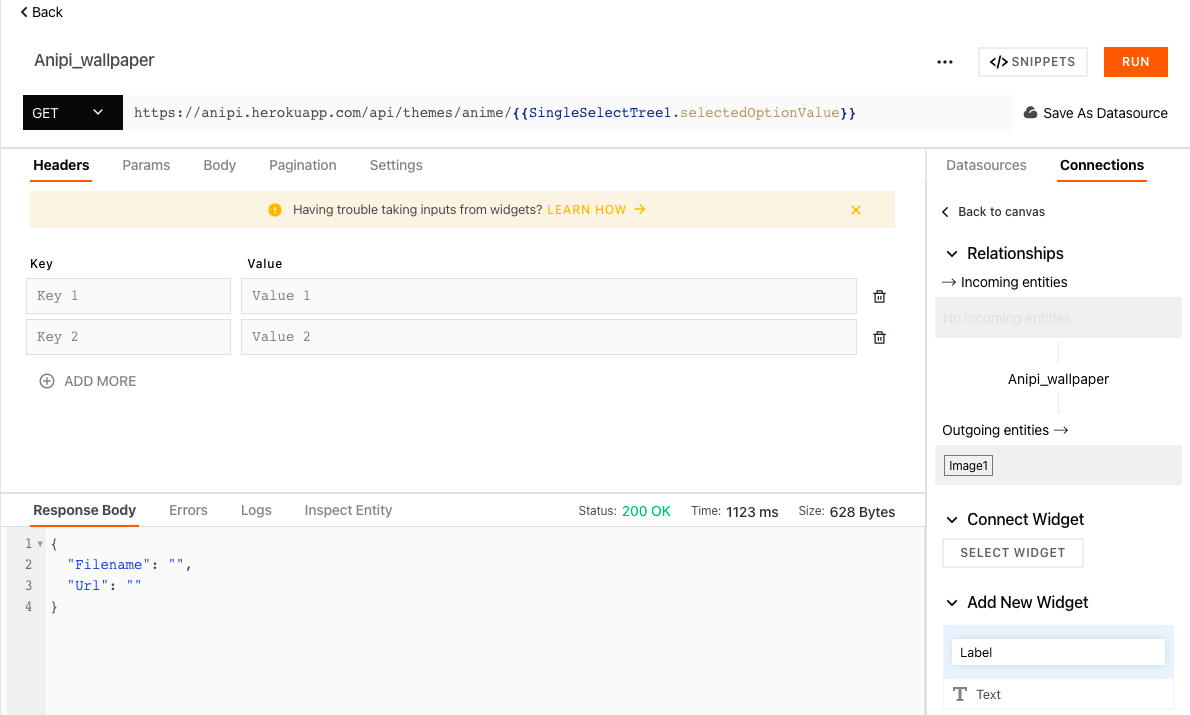 Back
Anipi_wallpaper
••• </> SNIPPETS RUN
GET https://anipi.herokuapp.com/api/themes/anime/{{SingleSelectTree1.selectedOptionValue}} Save As Datasource
Headers Params Body Pagination Settings
Having trouble taking inputs from widgets? LEARN HOW →
Key Value
Key 1 Value 1
Key 2 Value 2
ADD MORE
Response Body Errors Logs Inspect Entity Status: 200 OK Time: 1123 ms Size: 628 Bytes
1 {
2 "Filename": "",
3 "Url": ""
4 }
Datasources Connections
Back to canvas
Relationships
→ Incoming entities
No incoming entities
Anipi_wallpaper
Outgoing entities →
Image1
Connect Widget
SELECT WIDGET
Add New Widget
Label
T Text